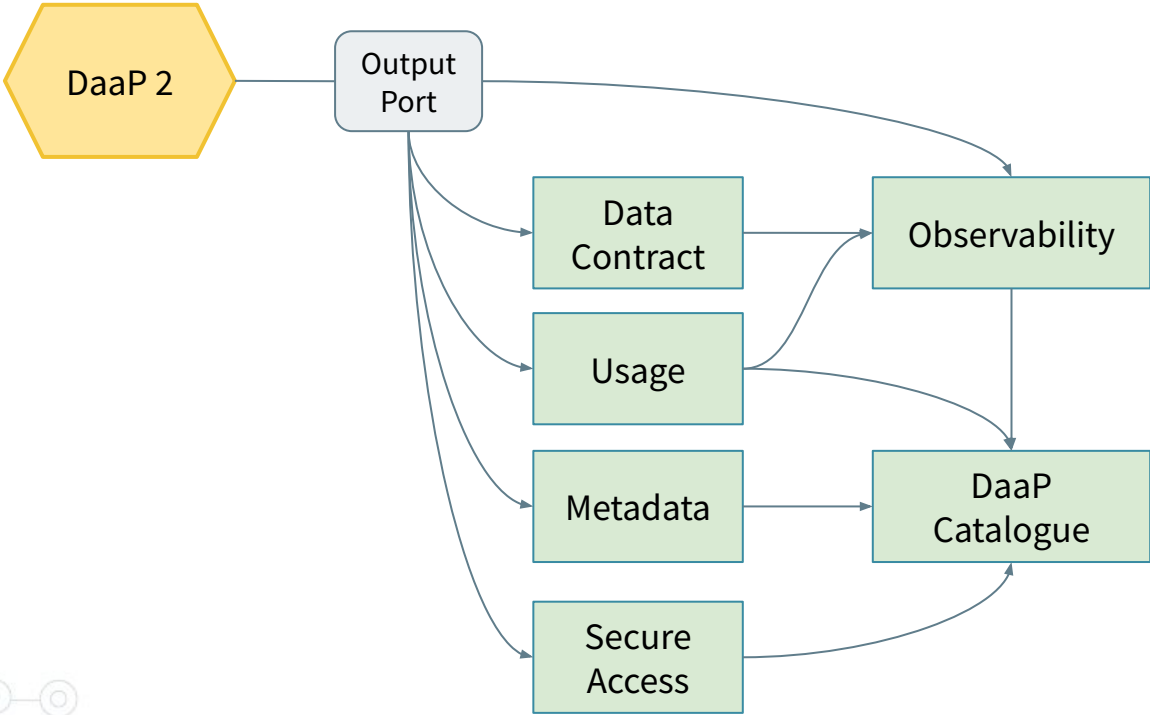 DaaP 2
Output
Port
Data
Contract
Observability
Usage
Metadata
DaaP
Catalogue
Secure
Access